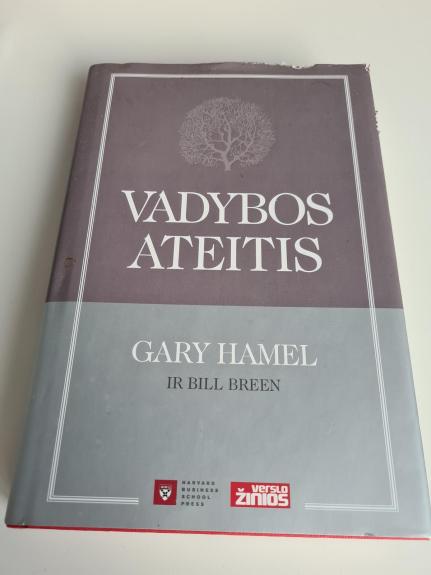 VADYBOS
ATEITIS
GARY HAMEL
IR BILL BREEN
HARVARD
BUSINESS
SCHOOL
PRESS
verslo
ŽINIOS